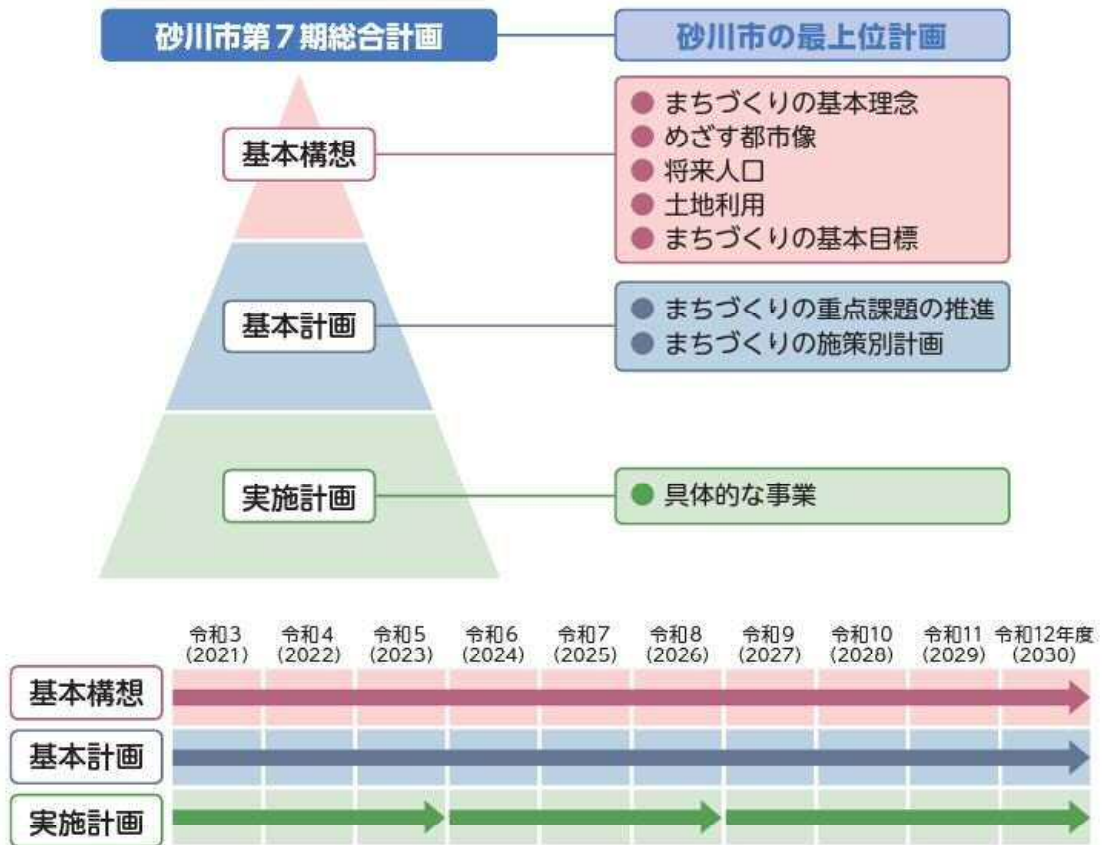 砂川市第7期総合計画
砂川市の最上位計画
基本構想
● まちづくりの基本理念
● めざす都市像
● 将来人口
● 土地利用
● まちづくりの基本目標
基本計画
● まちづくりの重点課題の推進
● まちづくりの施策別計画
実施計画
● 具体的な事業
令和3 令和4 令和5 令和6 令和7 令和8 令和9 令和10 令和11 令和12年度
(2021) (2022) (2023) (2024) (2025) (2026) (2027) (2028) (2029) (2030)
基本構想
基本計画
実施計画